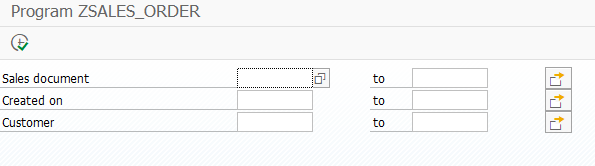 Program ZSALES_ORDER
Sales document to
Created on to
Customer to